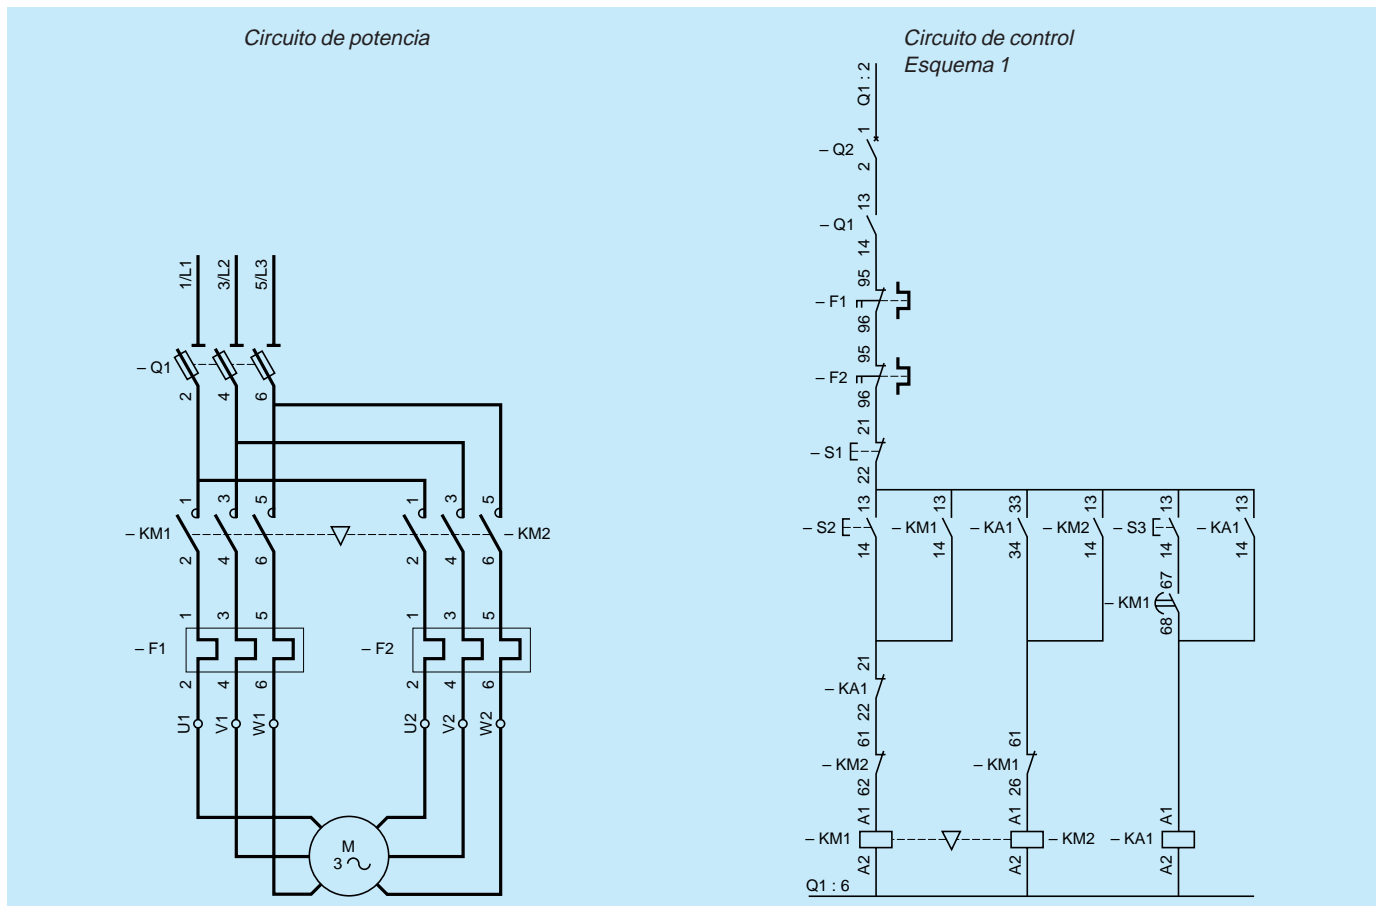 Circuito de potencia
1/L1 3/L2 5/L3
– Q1
2 4 6
1 3 5 1 3 5
– KM1 – KM2
2 4 6 2 4 6
1 3 5 1 3 5
– F1 – F2
2 4 6 2 4 6
U1 V1 W1 U2 V2 W2
M
3
Circuito de control
Esquema 1
Q1 : 2
1
– Q2
2
13
– Q1
14
95
– F1
96
95
– F2
96
21
– S1
22
13 13 33 13 13 13
– S2 – KM1 – KA1 – KM2 – S3 – KA1
14 14 34 14 14 14
67
– KM1
68
21
– KA1
22
61 61
– KM2 – KM1
62 26
A1 A1 A1
– KM1 – KM2 – KA1
A2 A2 A2
Q1 : 6